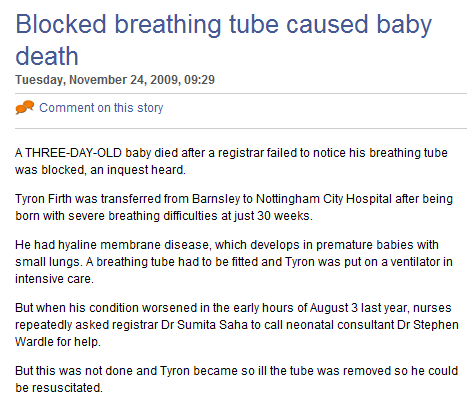 Blocked breathing tube caused baby
death
Tuesday, November 24, 2009, 09:29
Comment on this story
A THREE-DAY-OLD baby died after a registrar failed to notice his breathing tube
was blocked, an inquest heard.
Tyron Firth was transferred from Barnsley to Nottingham City Hospital after being
born with severe breathing difficulties at just 30 weeks.
He had hyaline membrane disease, which develops in premature babies with
small lungs. A breathing tube had to be fitted and Tyron was put on a ventilator in
intensive care.
But when his condition worsened in the early hours of August 3 last year, nurses
repeatedly asked registrar Dr Sumita Saha to call neonatal consultant Dr Stephen
Wardle for help.
But this was not done and Tyron became so ill the tube was removed so he could
be resuscitated.